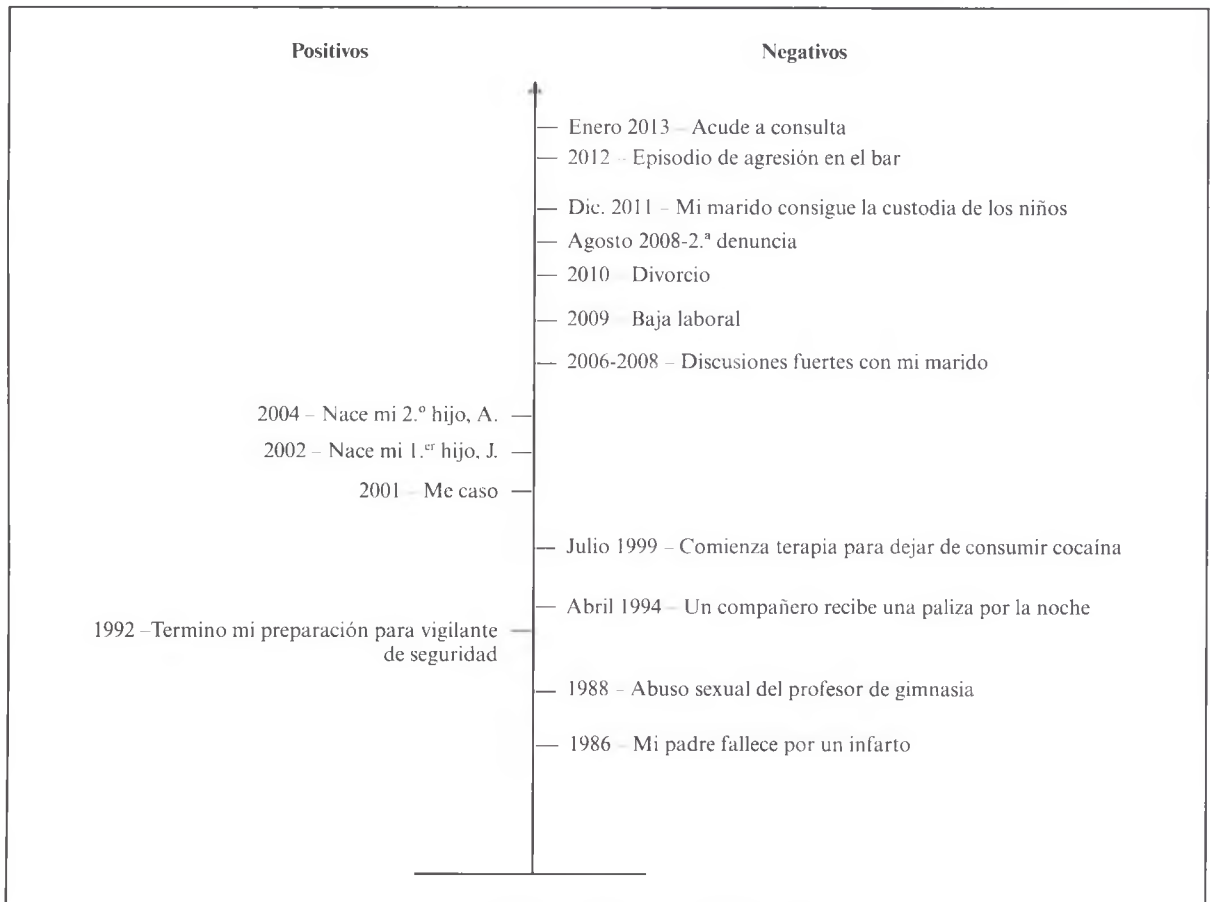 Positivos
Negativos
Enero 2013 – Acude a consulta
2012 – Episodio de agresión en el bar
Dic. 2011 – Mi marido consigue la custodia de los niños
Agosto 2008-2.ª denuncia
2010 – Divorcio
2009 – Baja laboral
2006-2008 – Discusiones fuertes con mi marido
2004 – Nace mi 2.º hijo, A.
2002 – Nace mi 1.er hijo, J.
2001 – Me caso
Julio 1999 – Comienza terapia para dejar de consumir cocaína
Abril 1994 – Un compañero recibe una paliza por la noche
1992 –Termino mi preparación para vigilante
de seguridad
1988 – Abuso sexual del profesor de gimnasia
1986 – Mi padre fallece por un infarto